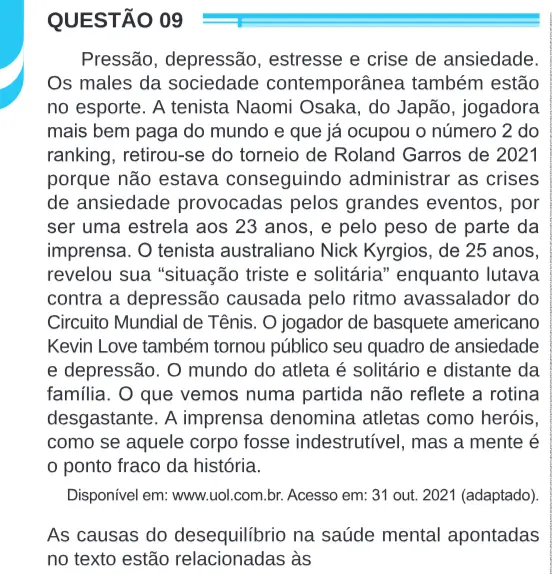 QUESTÃO 09
Pressão, depressão, estresse e crise de ansiedade.
Os males da sociedade contemporânea também estão
no esporte. A tenista Naomi Osaka, do Japão, jogadora
mais bem paga do mundo e que já ocupou o número 2 do
ranking, retirou-se do torneio de Roland Garros de 2021
porque não estava conseguindo administrar as crises
de ansiedade provocadas pelos grandes eventos, por
ser uma estrela aos 23 anos, e pelo peso de parte da
imprensa. O tenista australiano Nick Kyrgios, de 25 anos,
revelou sua “situação triste e solitária” enquanto lutava
contra a depressão causada pelo ritmo avassalador do
Circuito Mundial de Tênis. O jogador de basquete americano
Kevin Love também tornou público seu quadro de ansiedade
e depressão. O mundo do atleta é solitário e distante da
família. O que vemos numa partida não reflete a rotina
desgastante. A imprensa denomina atletas como heróis,
como se aquele corpo fosse indestrutível, mas a mente é
o ponto fraco da história.
Disponível em: www.uol.com.br. Acesso em: 31 out. 2021 (adaptado).
As causas do desequilíbrio na saúde mental apontadas
no texto estão relacionadas às